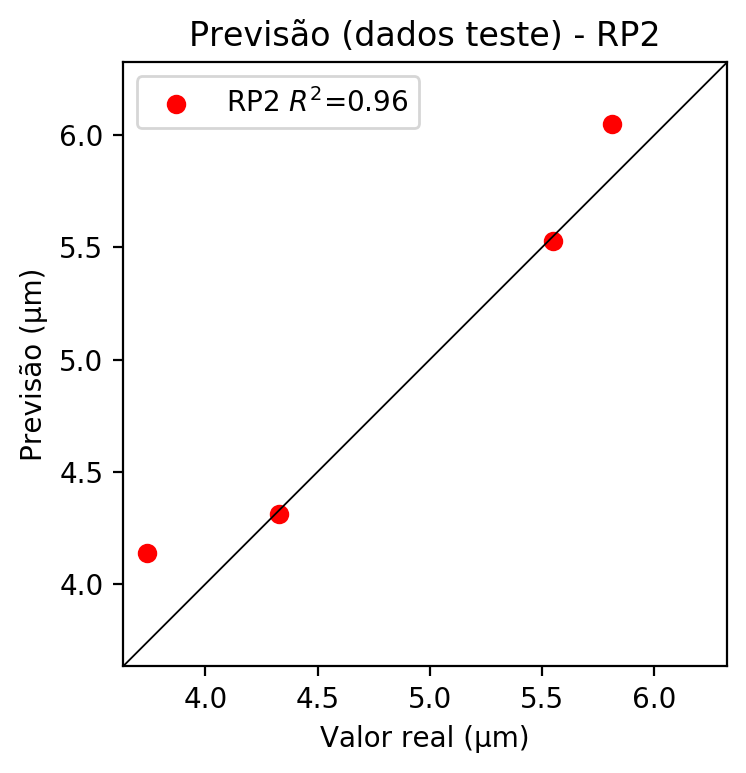 Previsão (dados teste) - RP2
RP2 R²=0.96
Previsão (µm)
6.0
5.5
5.0
4.5
4.0
4.0 4.5 5.0 5.5 6.0
Valor real (µm)